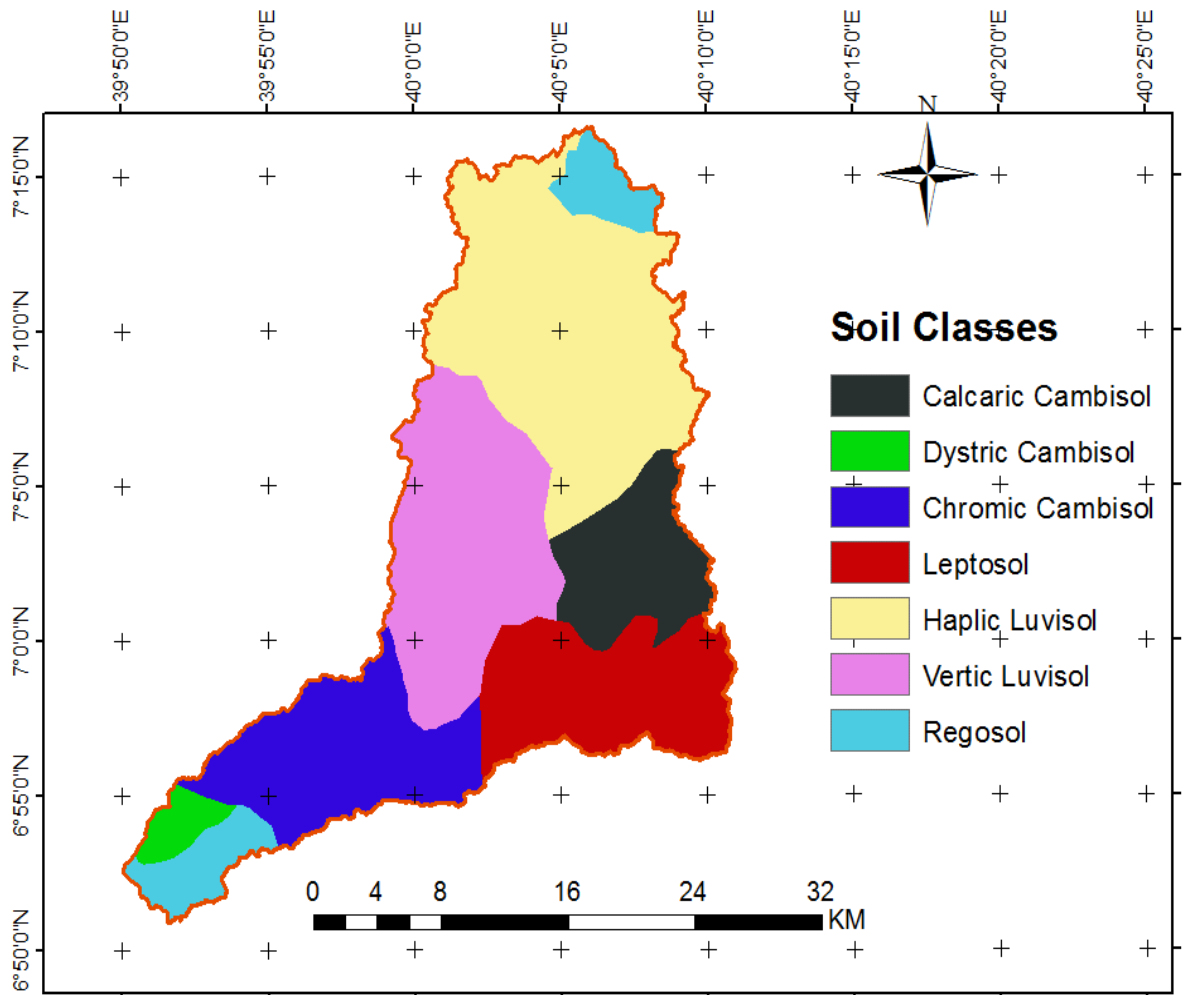 39°50'0"E
39°55'0"E
40°0'0"E
40°5'0"E
40°10'0"E
40°15'0"E
40°20'0"E
40°25'0"E
N
7°15'0"N
7°10'0"N
7°5'0"N
7°0'0"N
6°55'0"N
6°50'0"N
Soil Classes
Calcaric Cambisol
Dystric Cambisol
Chromic Cambisol
Leptosol
Haplic Luvisol
Vertic Luvisol
Regosol
0 4 8 16 24 32
KM